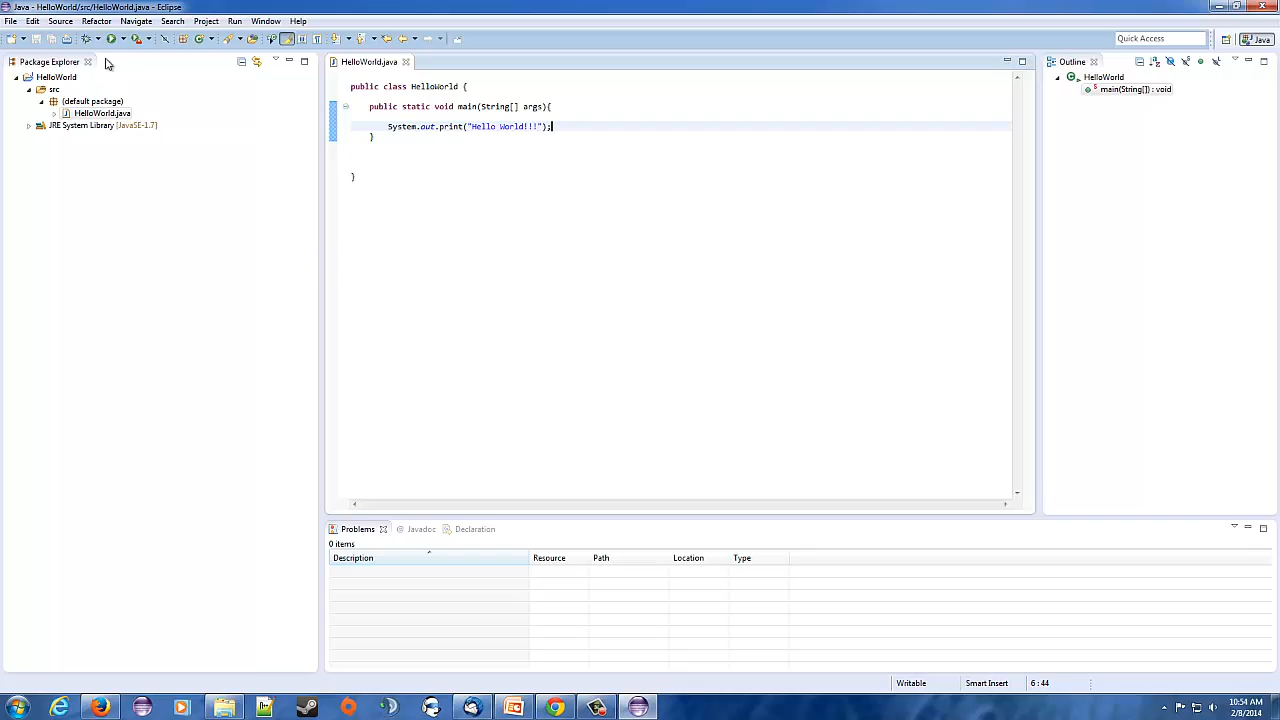 Java - HelloWorld/src/HelloWorld.java - Eclipse
File Edit Source Refactor Navigate Search Project Run Window Help
Quick Access
Java
Package Explorer
HelloWorld
src
(default package)
HelloWorld.java
JRE System Library [JavaSE-1.7]
HelloWorld.java
public class HelloWorld {
public static void main(String[] args){
System.out.print("Hello World!!!");
}
}
Outline
HelloWorld
main(String[]) : void
Problems Javadoc Declaration
0 items
Description Resource Path Location Type
Writable Smart Insert 6 : 44
10:54 AM
2/9/2014